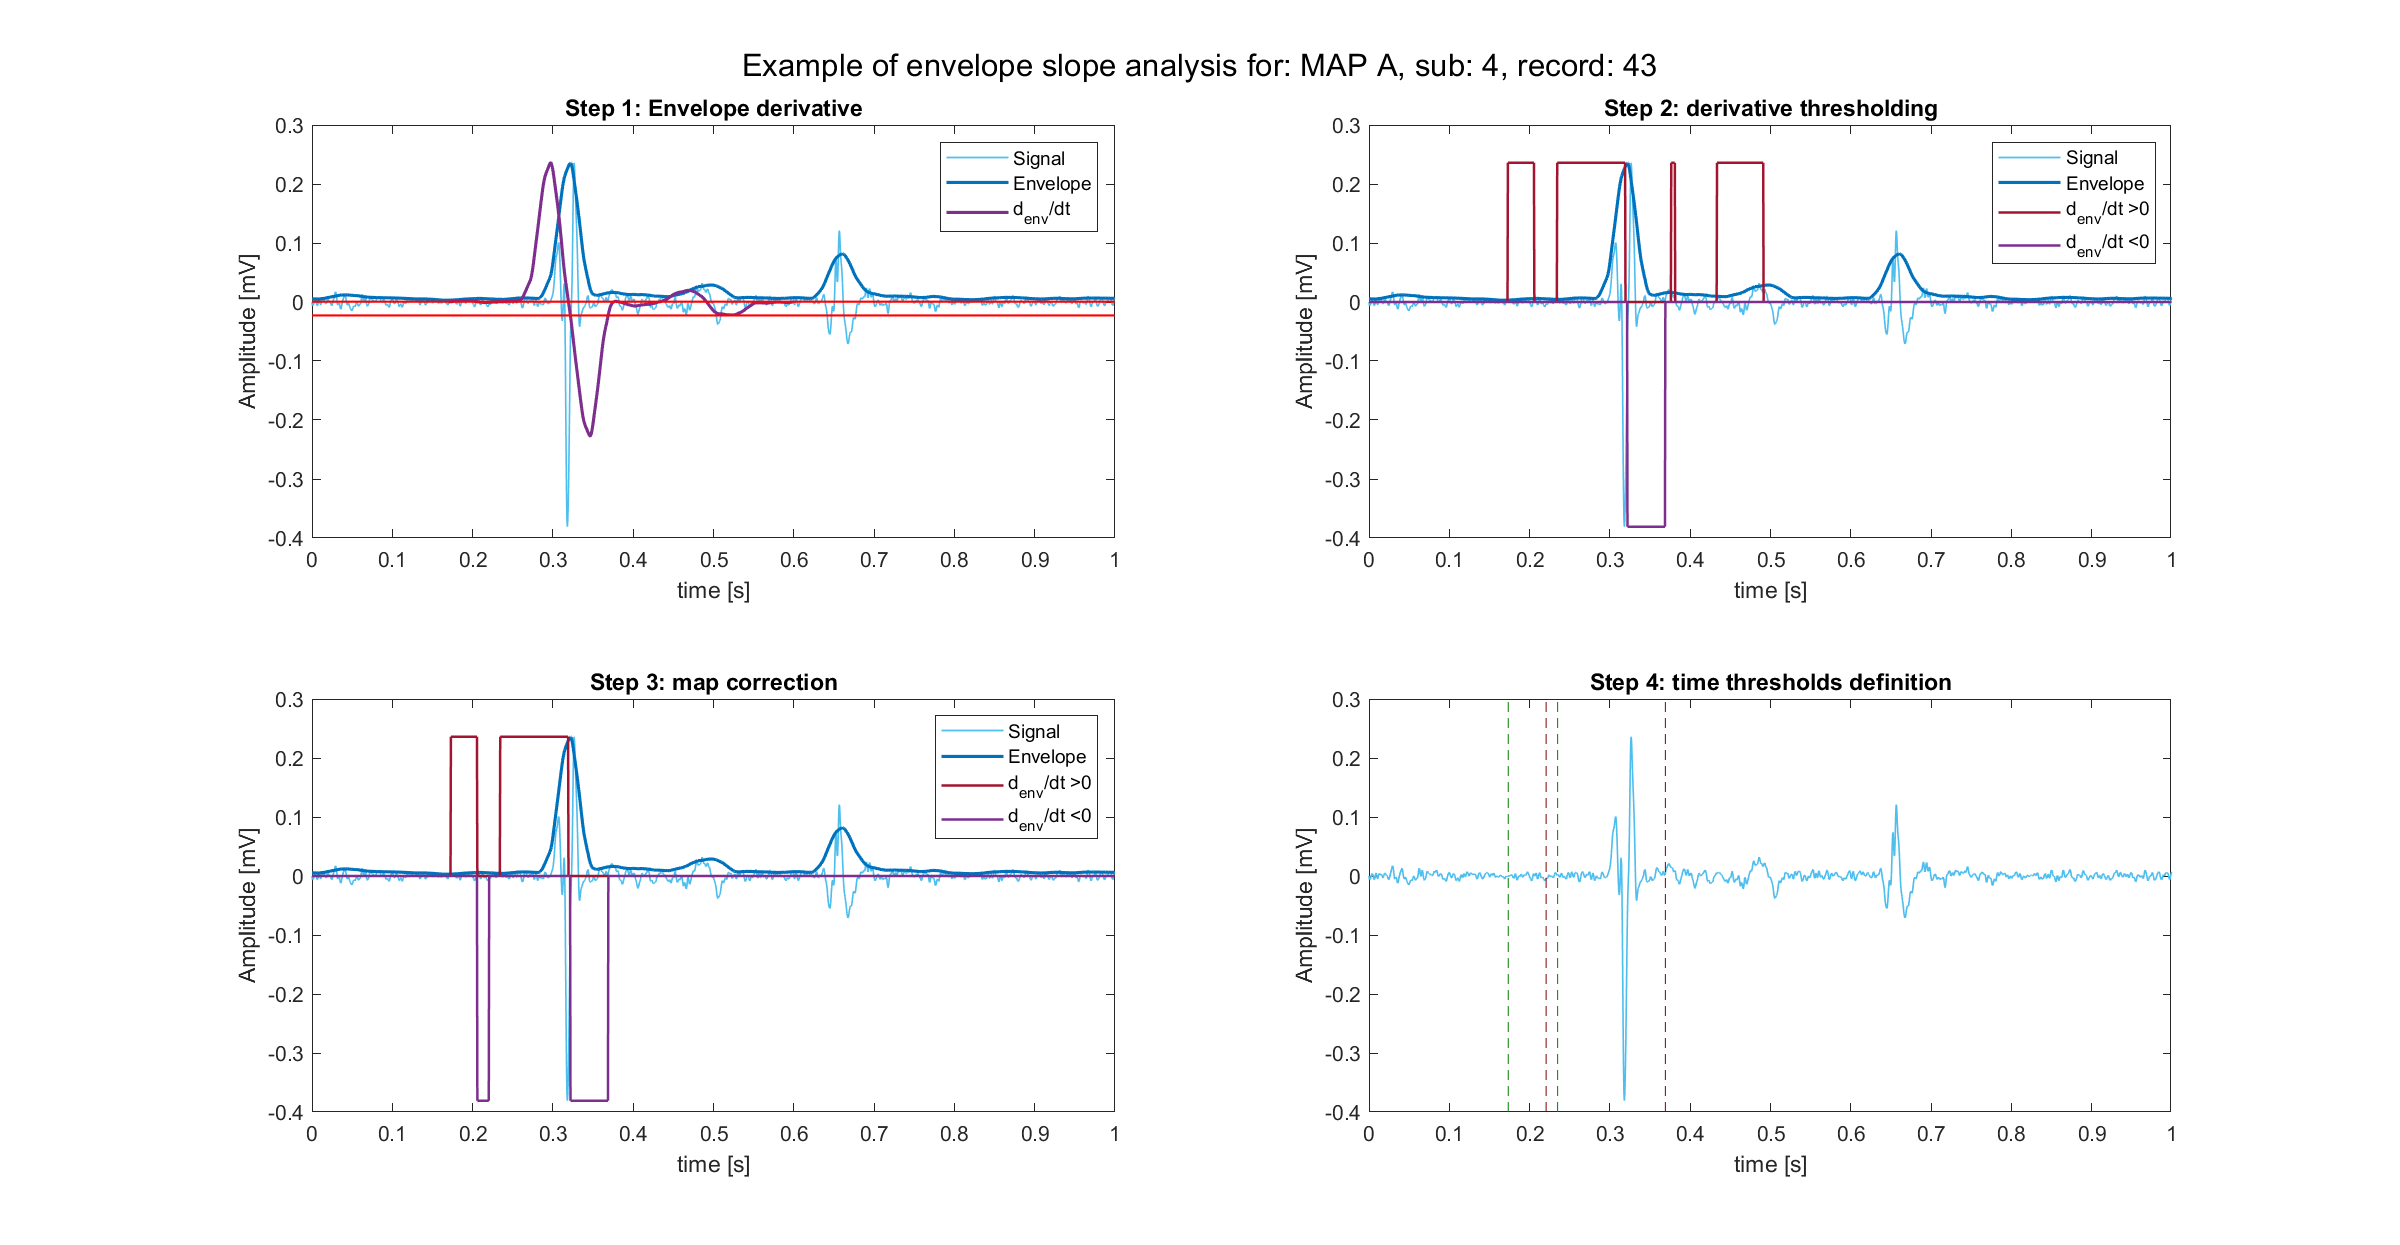 Example of envelope slope analysis for: MAP A, sub: 4, record: 43
Step 1: Envelope derivative
0.3
0.2
0.1
0
-0.1
-0.2
-0.3
-0.4
Amplitude [mV]
Signal
Envelope
d_env/dt
0 0.1 0.2 0.3 0.4 0.5 0.6 0.7 0.8 0.9 1
time [s]
Step 2: derivative thresholding
0.3
0.2
0.1
0
-0.1
-0.2
-0.3
-0.4
Amplitude [mV]
Signal
Envelope
d_env/dt >0
d_env/dt <0
0 0.1 0.2 0.3 0.4 0.5 0.6 0.7 0.8 0.9 1
time [s]
Step 3: map correction
0.3
0.2
0.1
0
-0.1
-0.2
-0.3
-0.4
Amplitude [mV]
Signal
Envelope
d_env/dt >0
d_env/dt <0
0 0.1 0.2 0.3 0.4 0.5 0.6 0.7 0.8 0.9 1
time [s]
Step 4: time thresholds definition
0.3
0.2
0.1
0
-0.1
-0.2
-0.3
-0.4
Amplitude [mV]
0 0.1 0.2 0.3 0.4 0.5 0.6 0.7 0.8 0.9 1
time [s]